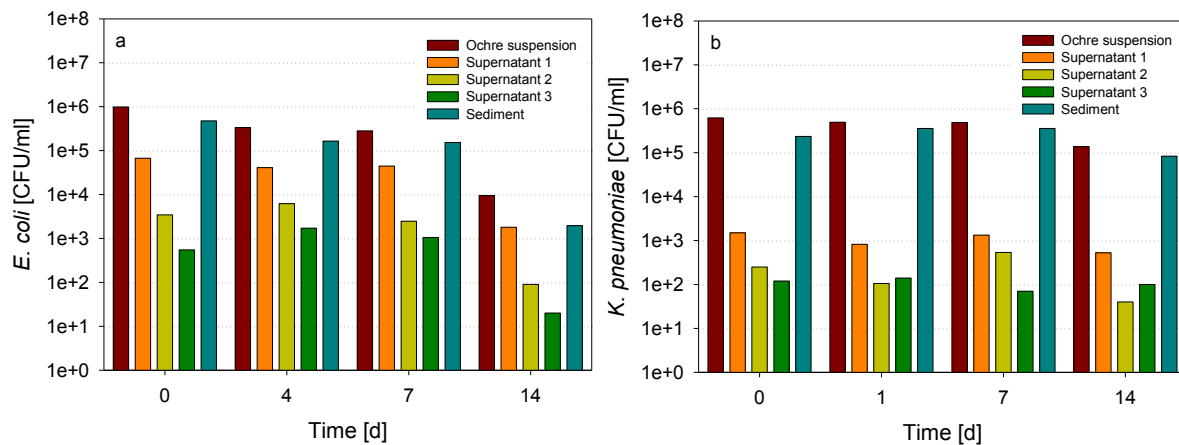 a
1e+8
1e+7
1e+6
1e+5
1e+4
1e+3
1e+2
1e+1
1e+0
E. coli [CFU/ml]
Ochre suspension
Supernatant 1
Supernatant 2
Supernatant 3
Sediment
0 4 7 14
Time [d]
b
1e+8
1e+7
1e+6
1e+5
1e+4
1e+3
1e+2
1e+1
1e+0
K. pneumoniae [CFU/ml]
Ochre suspension
Supernatant 1
Supernatant 2
Supernatant 3
Sediment
0 1 7 14
Time [d]